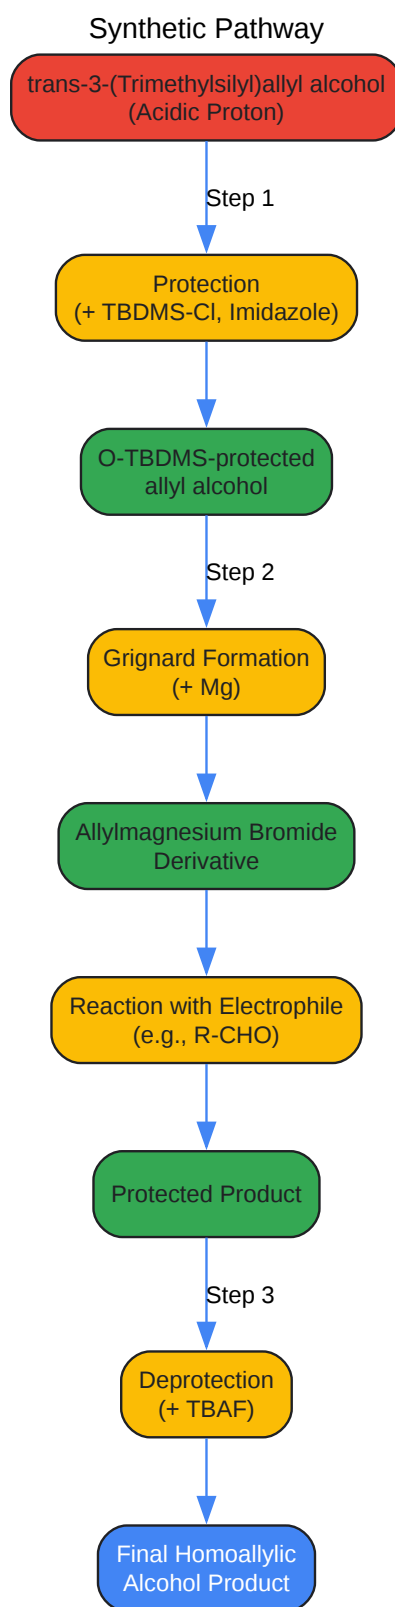 Synthetic Pathway
trans-3-(Trimethylsilyl)allyl alcohol
(Acidic Proton)
Step 1
Protection
(+ TBDMS-Cl, Imidazole)
O-TBDMS-protected
allyl alcohol
Step 2
Grignard Formation
(+ Mg)
Allylmagnesium Bromide
Derivative
Reaction with Electrophile
(e.g., R-CHO)
Protected Product
Step 3
Deprotection
(+ TBAF)
Final Homoallylic
Alcohol Product